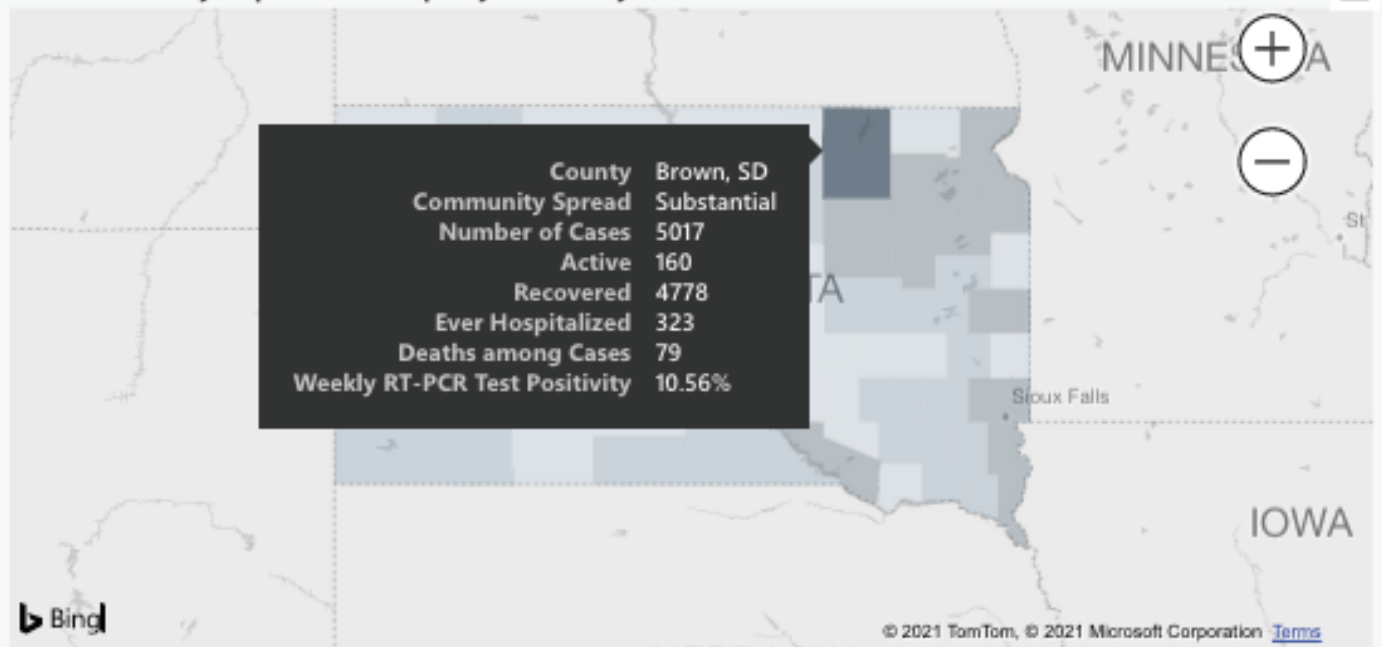 MINNES A
County Brown, SD
Community Spread Substantial
Number of Cases 5017
Active 160
Recovered 4778
Ever Hospitalized 323
Deaths among Cases 79
Weekly RT-PCR Test Positivity 10.56%
St
TA
Sioux Falls
IOWA
Bing
© 2021 TomTom, © 2021 Microsoft Corporation Terms